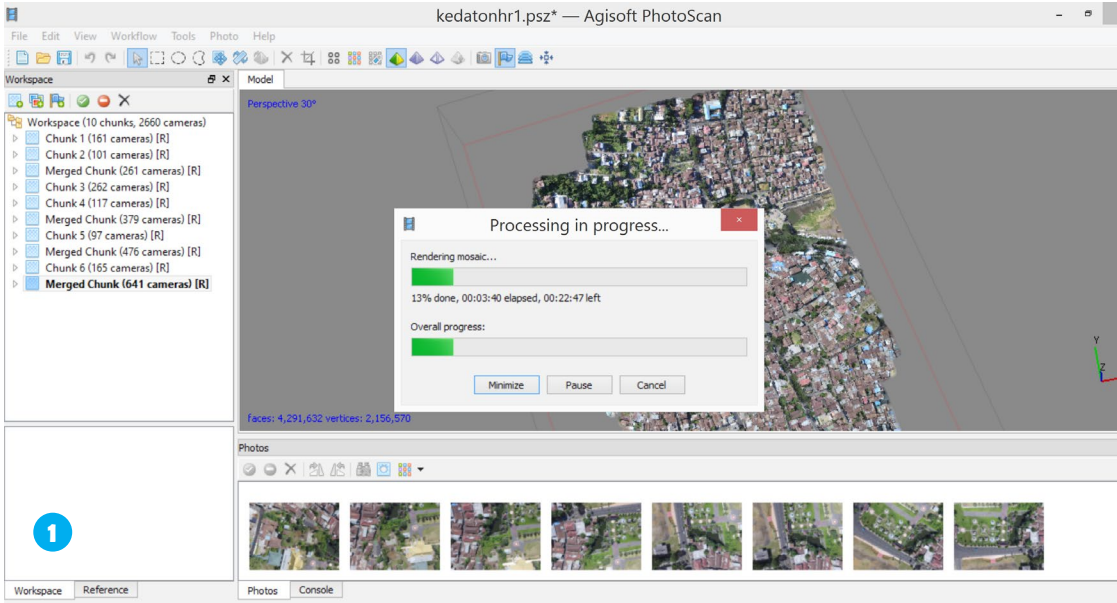 kedatonhr1.psz* — Agisoft PhotoScan
File Edit View Workflow Tools Photo Help
Workspace
Model
Perspective 30°
Workspace (10 chunks, 2660 cameras)
Chunk 1 (161 cameras) [R]
Chunk 2 (101 cameras) [R]
Merged Chunk (261 cameras) [R]
Chunk 3 (262 cameras) [R]
Chunk 4 (117 cameras) [R]
Merged Chunk (379 cameras) [R]
Chunk 5 (97 cameras) [R]
Merged Chunk (476 cameras) [R]
Chunk 6 (165 cameras) [R]
Merged Chunk (641 cameras) [R]
Processing in progress...
Rendering mosaic...
13% done, 00:03:40 elapsed, 00:22:47 left
Overall progress:
Minimize Pause Cancel
Y
Z
faces: 4,291,632 vertices: 2,156,570
Photos
1
Workspace Reference
Photos Console